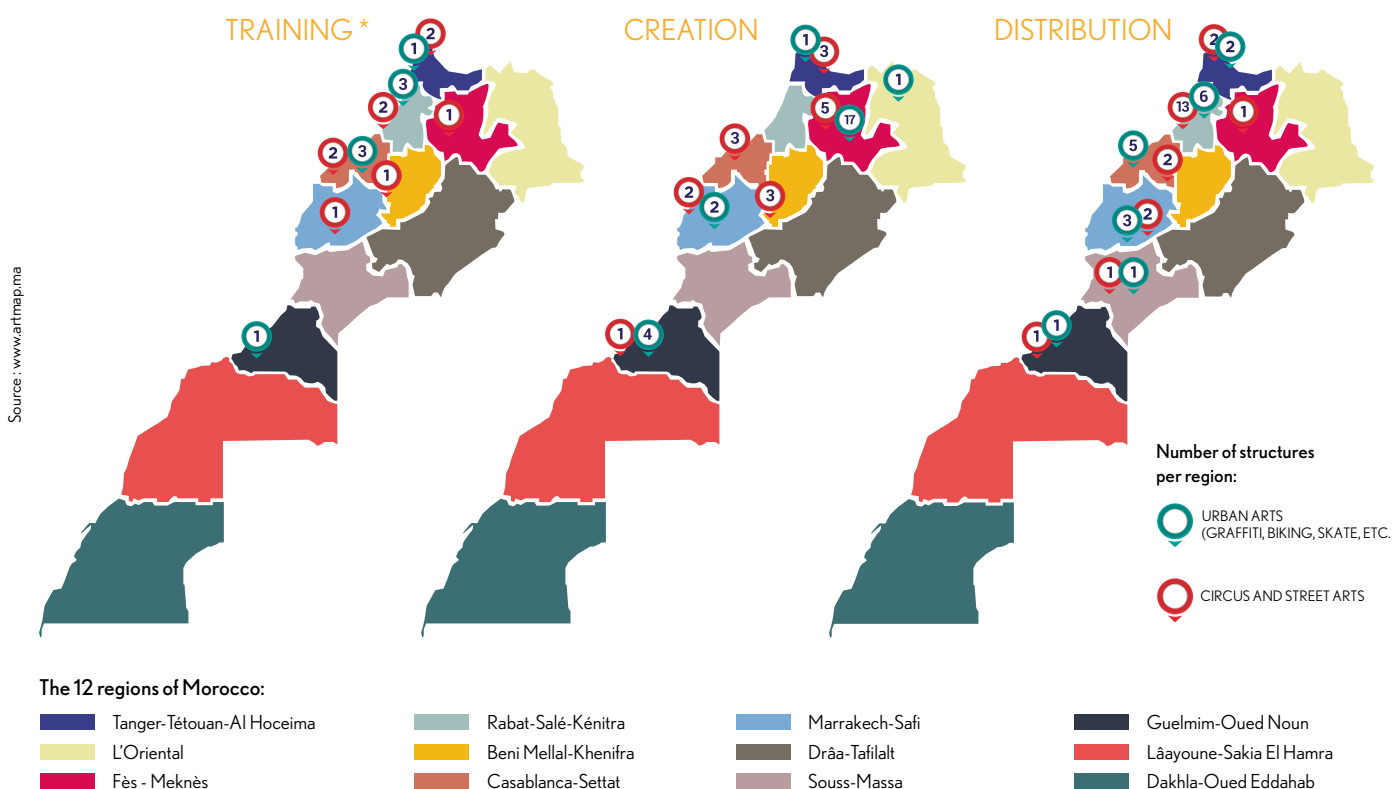 TRAINING *
CREATION
DISTRIBUTION
2
1
3
2
1
2
3
1
1
1
1
3
1
5
17
3
2
2
3
1
4
2
2
6
13
1
5
2
3
2
1
1
1
1
Source : www.artmap.ma
Number of structures
per region:
URBAN ARTS
(GRAFFITI, BIKING, SKATE, ETC.
CIRCUS AND STREET ARTS
The 12 regions of Morocco:
Tanger-Tétouan-Al Hoceima
L'Oriental
Fès - Meknès
Rabat-Salé-Kénitra
Beni Mellal-Khenifra
Casablanca-Settat
Marrakech-Safi
Drâa-Tafilalt
Souss-Massa
Guelmim-Oued Noun
Lâayoune-Sakia El Hamra
Dakhla-Oued Eddahab